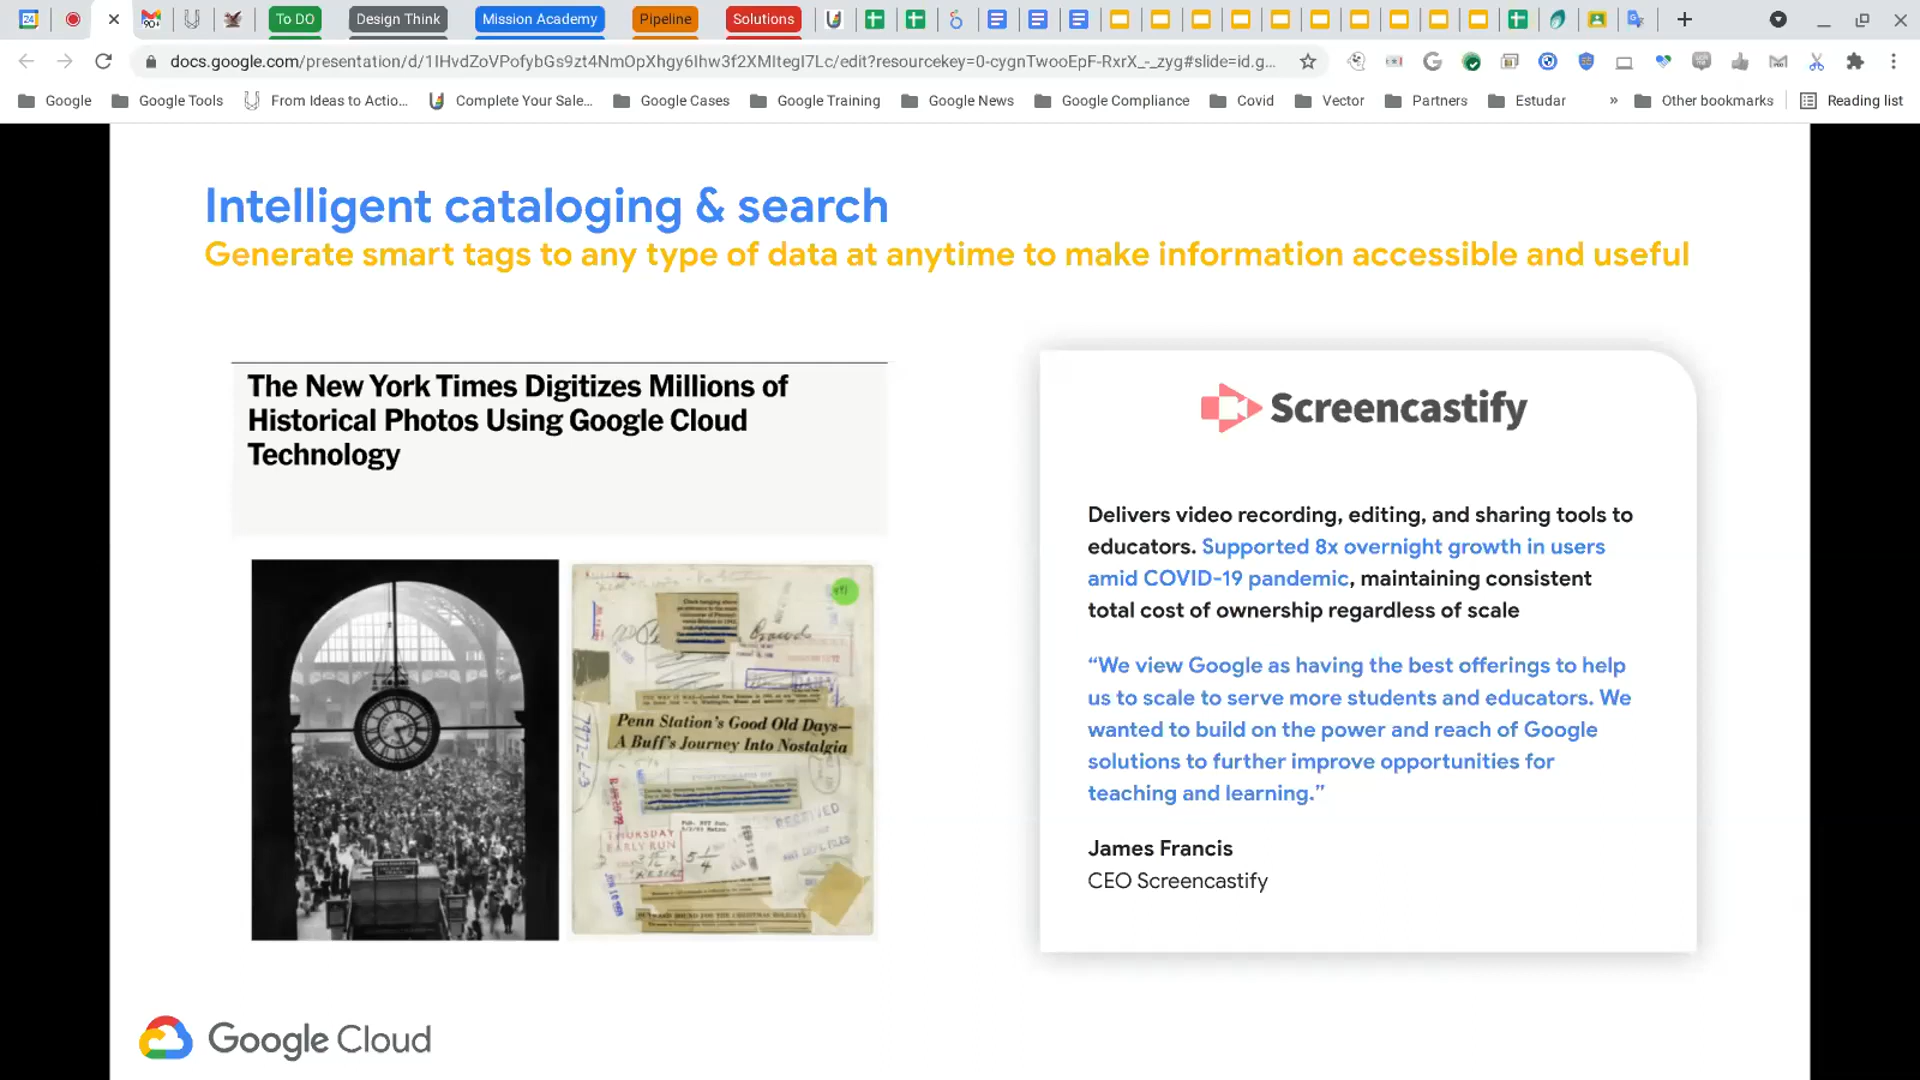 To DO
Design Think
Mission Academy
Pipeline
Solutions
docs.google.com/presentation/d/1IHvdZoVPofybGs9zt4NmOpXhgy6Ihw3f2XMItegI7Lc/edit?resourcekey=0-cygnTwooEpF-RxrX_-_zyg#slide=id.g...
Google
Google Tools
From Ideas to Actio...
Complete Your Sale...
Google Cases
Google Training
Google News
Google Compliance
Covid
Vector
Partners
Estudar
»
Other bookmarks
Reading list
Intelligent cataloging & search
Generate smart tags to any type of data at anytime to make information accessible and useful
The New York Times Digitizes Millions of
Historical Photos Using Google Cloud
Technology
Penn Station's Good Old Days—
A Buff's Journey Into Nostalgia
RECEIVED
THURSDAY
EARLY RUN
5 1/4
Screencastify
Delivers video recording, editing, and sharing tools to
educators. Supported 8x overnight growth in users
amid COVID-19 pandemic, maintaining consistent
total cost of ownership regardless of scale
“We view Google as having the best offerings to help
us to scale to serve more students and educators. We
wanted to build on the power and reach of Google
solutions to further improve opportunities for
teaching and learning.”
James Francis
CEO Screencastify
Google Cloud